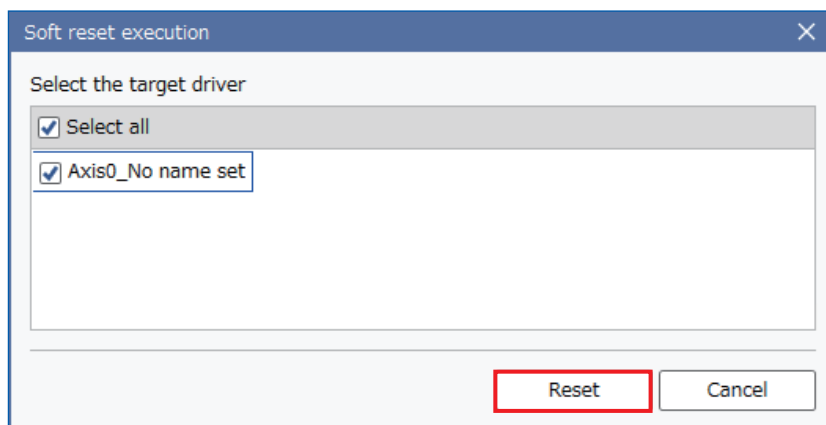 Soft reset execution
Select the target driver
Select all
Axis0_No name set
Reset
Cancel